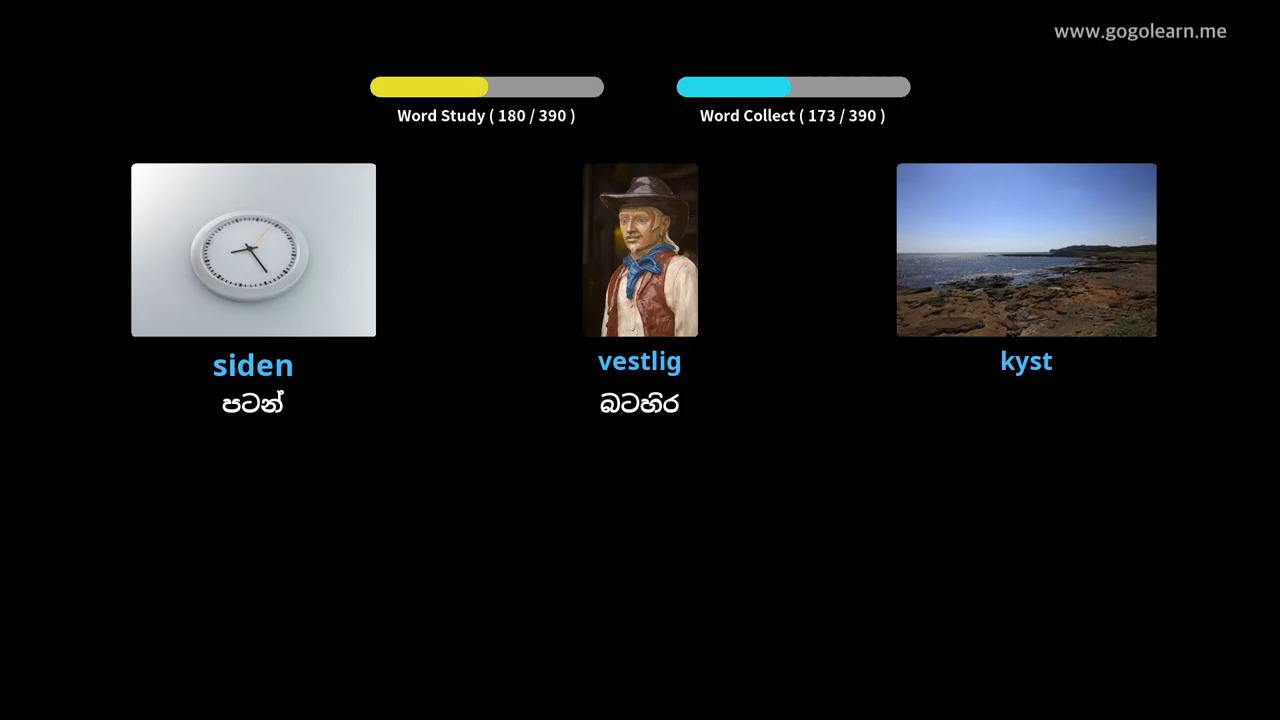 www.gogolearn.me
Word Study ( 180 / 390 )
Word Collect ( 173 / 390 )
siden
vestlig
kyst
පටන්
බටහිර